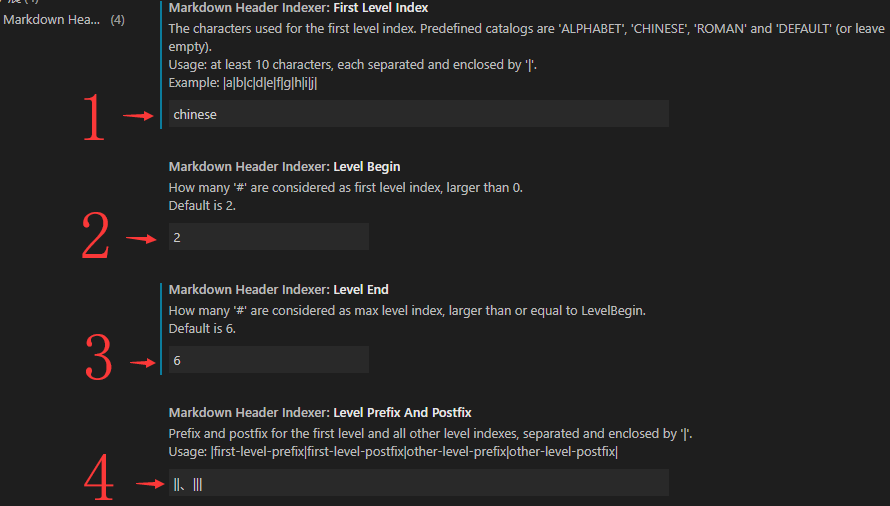 Markdown Hea... (4)
Markdown Header Indexer: First Level Index
The characters used for the first level index. Predefined catalogs are 'ALPHABET', 'CHINESE', 'ROMAN' and 'DEFAULT' (or leave
empty).
Usage: at least 10 characters, each separated and enclosed by '|'.
Example: |a|b|c|d|e|f|g|h|i|j|
1
chinese
Markdown Header Indexer: Level Begin
How many '#' are considered as first level index, larger than 0.
Default is 2.
2
2
Markdown Header Indexer: Level End
How many '#' are considered as max level index, larger than or equal to LevelBegin.
Default is 6.
3
6
Markdown Header Indexer: Level Prefix And Postfix
Prefix and postfix for the first level and all other level indexes, separated and enclosed by '|'.
Usage: |first-level-prefix|first-level-postfix|other-level-prefix|other-level-postfix|
4
||、|||